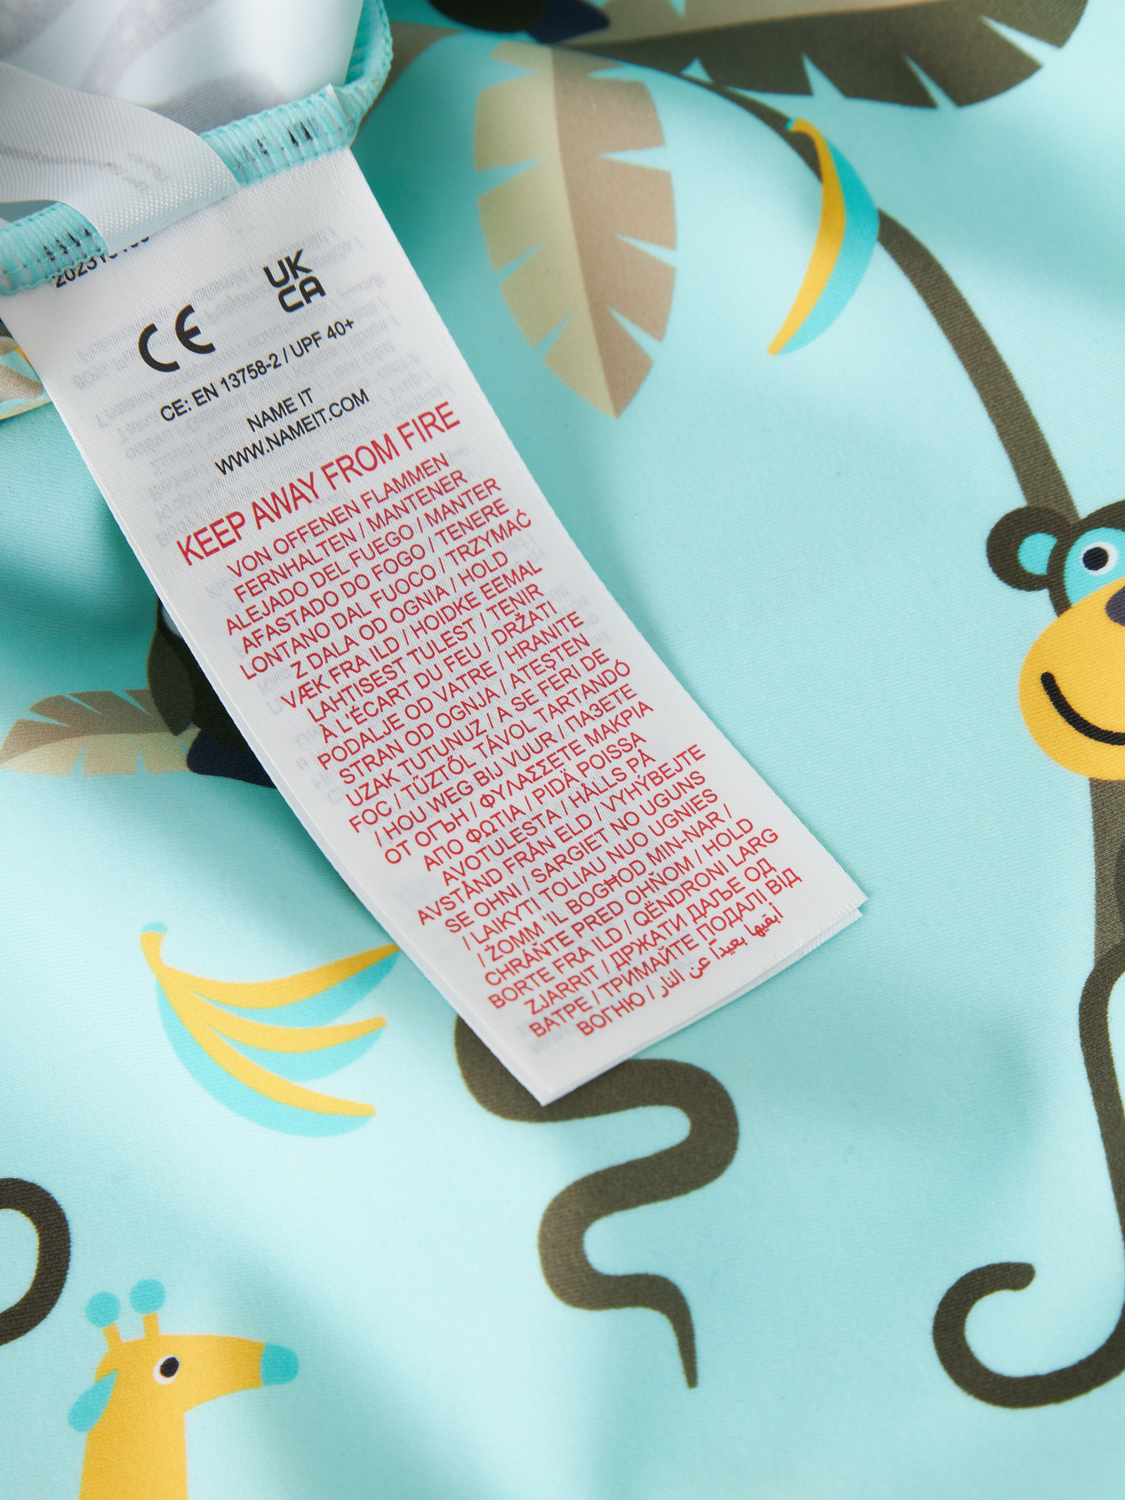 CE
UK
CA
CE: EN 13758-2 / UPF 40+
NAME IT
WWW.NAMEIT.COM
KEEP AWAY FROM FIRE
VON OFFENEN FLAMMEN
FERNHALTEN / MANTENER
ALEJADO DEL FUEGO / MANTER
AFASTADO DO FOGO / TENERE
LONTANO DAL FUOCO / TRZYMAĆ
Z DALA OD OGNIA / HOLD
VÆK FRA ILD / HOIDKE EEMAL
LAHTISEST TULEST / TENIR
À L'ÉCART DU FEU / DRŽATI
PODALJE OD VATRE / HRANITE
STRAN OD OGNJA / ATEŞTEN
UZAK TUTUNUZ / A SE FERI DE
FOC / TŰZTŐL TÁVOL TARTANDÓ
/ HOU WEG BIJ VUUR / ПАЗЕТЕ
ОТ ОГЪН / ΦΥΛΑΣΣΕΤΕ ΜΑΚΡΙΑ
ΑΠΟ ΦΩΤΙΑ / PIDÄ POISSA
AVOTULESTA / HÅLLS PÅ
AVSTÅND FRÅN ELD / VYHÝBEJTE
SE OHNI / SARGIET NO UGUNS
/ LAIKYTI TOLIAU NUO UGNIES
/ ŻOMM 'IL BOGĦOD MIN-NAR /
CHRÁŇTE PRED OHŇOM / HOLD
BORTE FRA ILD / QËNDRONI LARG
ZJARRIT / ДРЖАТИ ДАЉЕ ОД
ВАТРЕ / ТРИМАЙТЕ ПОДАЛІ ВІД
ВОГНЮ / أبقيها بعيداً عن النار